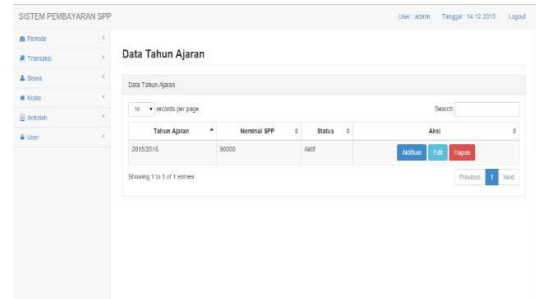 SISTEM PEMBAYARAN SPP
User : admin Tanggal : 14-12-2015 Logout
Periode
Transaksi
Siswa
Kelas
Sekolah
User
Data Tahun Ajaran
Data Tahun Ajaran
10 records per page
Search:
Tahun Ajaran Nominal SPP Status Aksi
2015/2016 90000 Aktif Aktifkan Edit Hapus
Showing 1 to 1 of 1 entries
Previous 1 Next